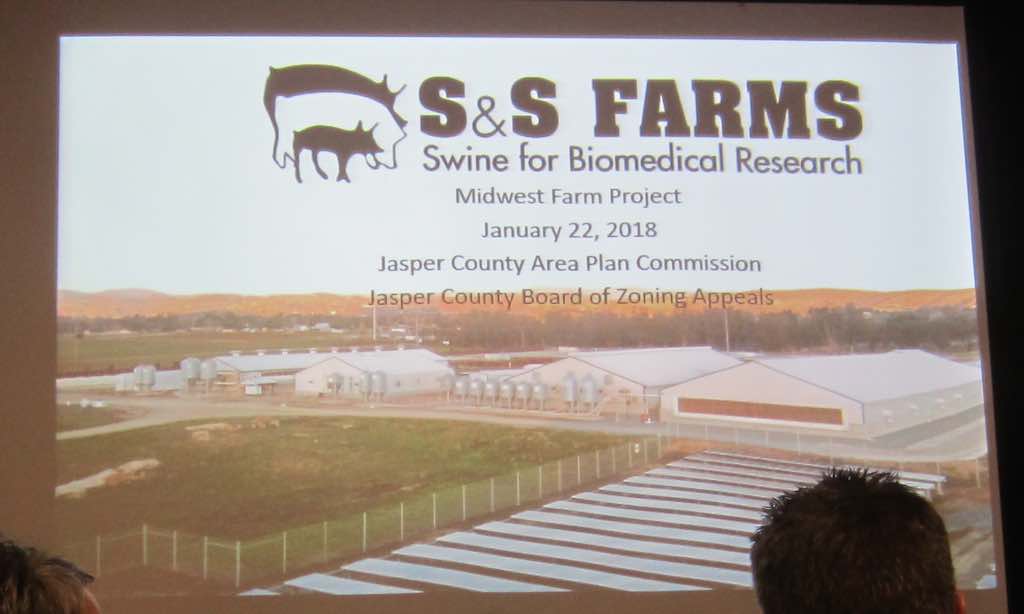 S&S FARMS
Swine for Biomedical Research
Midwest Farm Project
January 22, 2018
Jasper County Area Plan Commission
Jasper County Board of Zoning Appeals